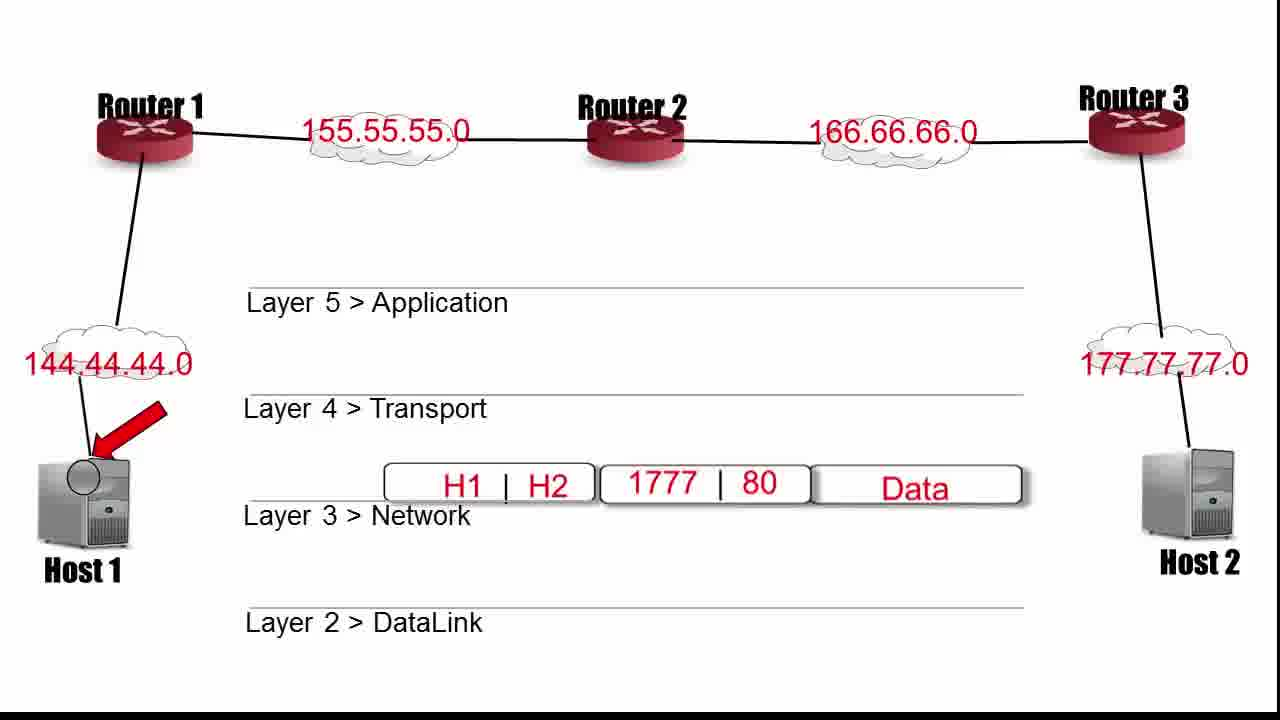 Router 1
Router 2
Router 3
155.55.55.0
166.66.66.0
Layer 5 > Application
144.44.44.0
177.77.77.0
Layer 4 > Transport
H1 | H2
1777 | 80
Data
Layer 3 > Network
Host 1
Host 2
Layer 2 > DataLink